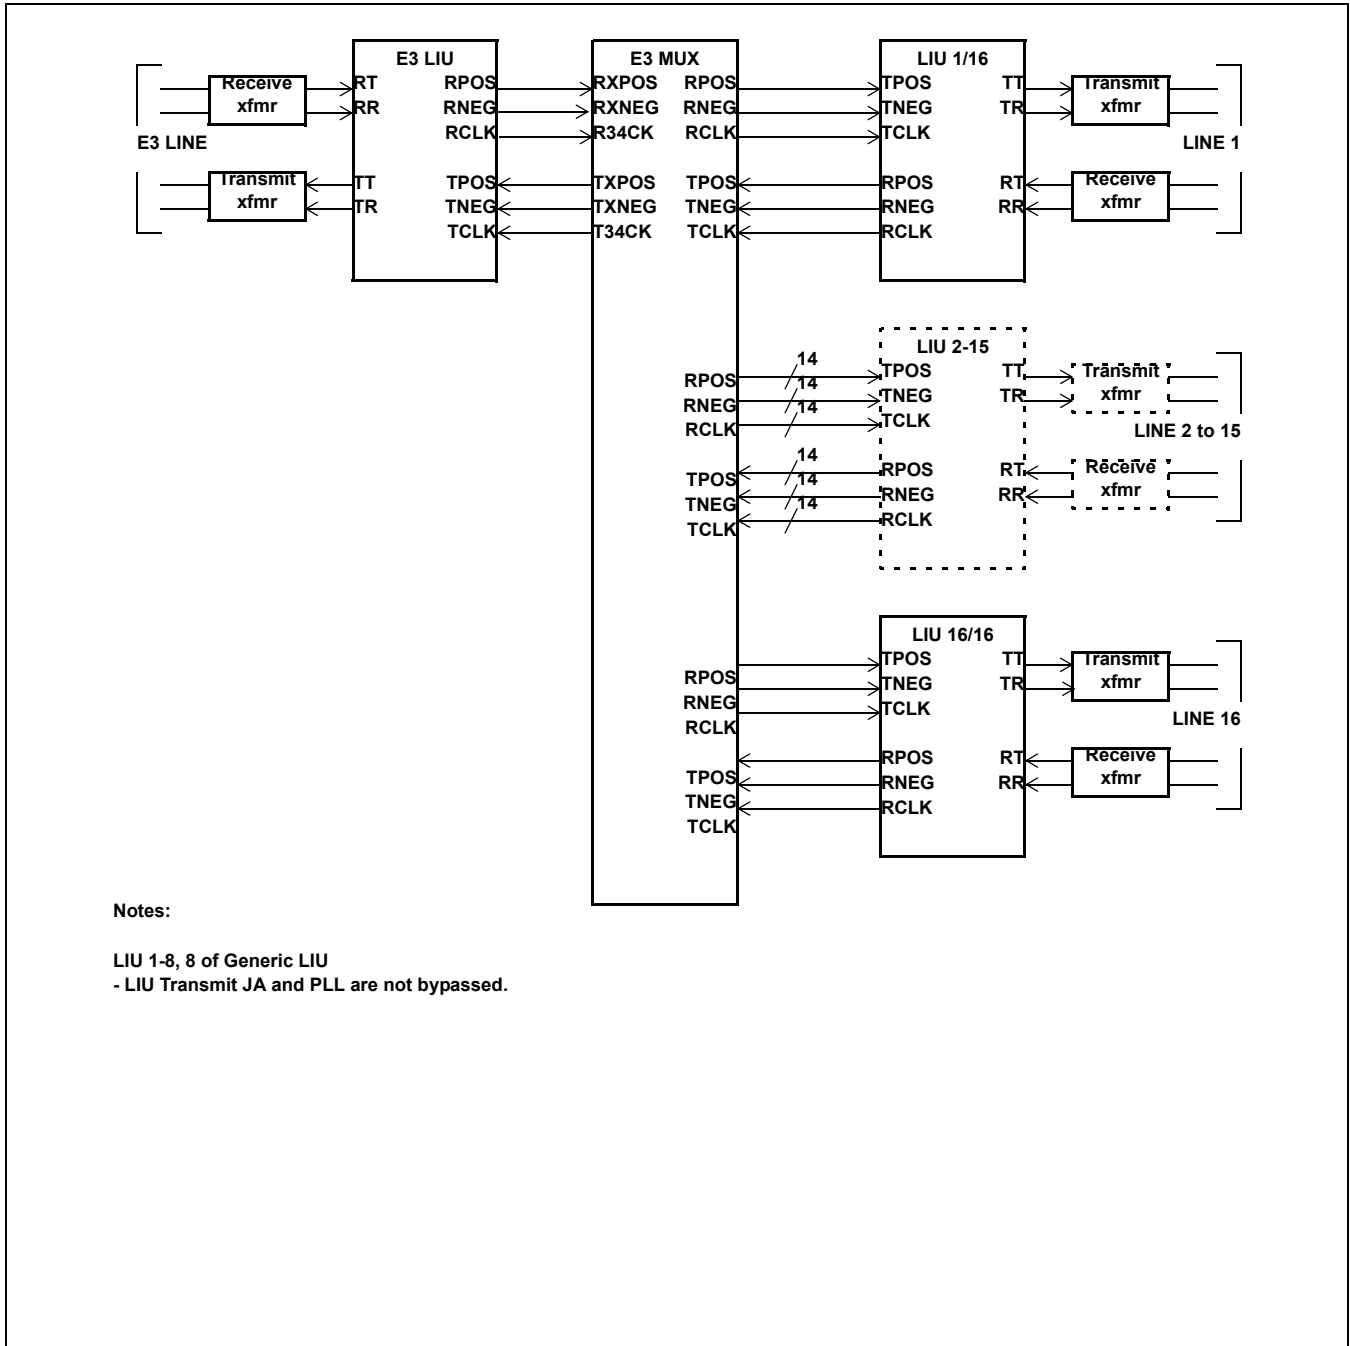 E3 LIU E3 MUX LIU 1/16
Receive RT RPOS RXPOS RPOS TPOS TT Transmit
xfmr RR RNEG RXNEG RNEG TNEG TR xfmr
RCLK R34CK RCLK TCLK
E3 LINE LINE 1
Transmit TT TPOS TXPOS TPOS RPOS RT Receive
xfmr TR TNEG TXNEG TNEG RNEG RR xfmr
TCLK T34CK TCLK RCLK
LIU 2-15
14
RPOS TPOS TT Transmit
14
RNEG TNEG TR xfmr
14
RCLK TCLK
LINE 2 to 15
14
TPOS RPOS RT Receive
14
TNEG RNEG RR xfmr
14
TCLK RCLK
LIU 16/16
RPOS TPOS TT Transmit
RNEG TNEG TR xfmr
RCLK TCLK
LINE 16
TPOS RPOS RT Receive
TNEG RNEG RR xfmr
TCLK RCLK
Notes:
LIU 1-8, 8 of Generic LIU
- LIU Transmit JA and PLL are not bypassed.